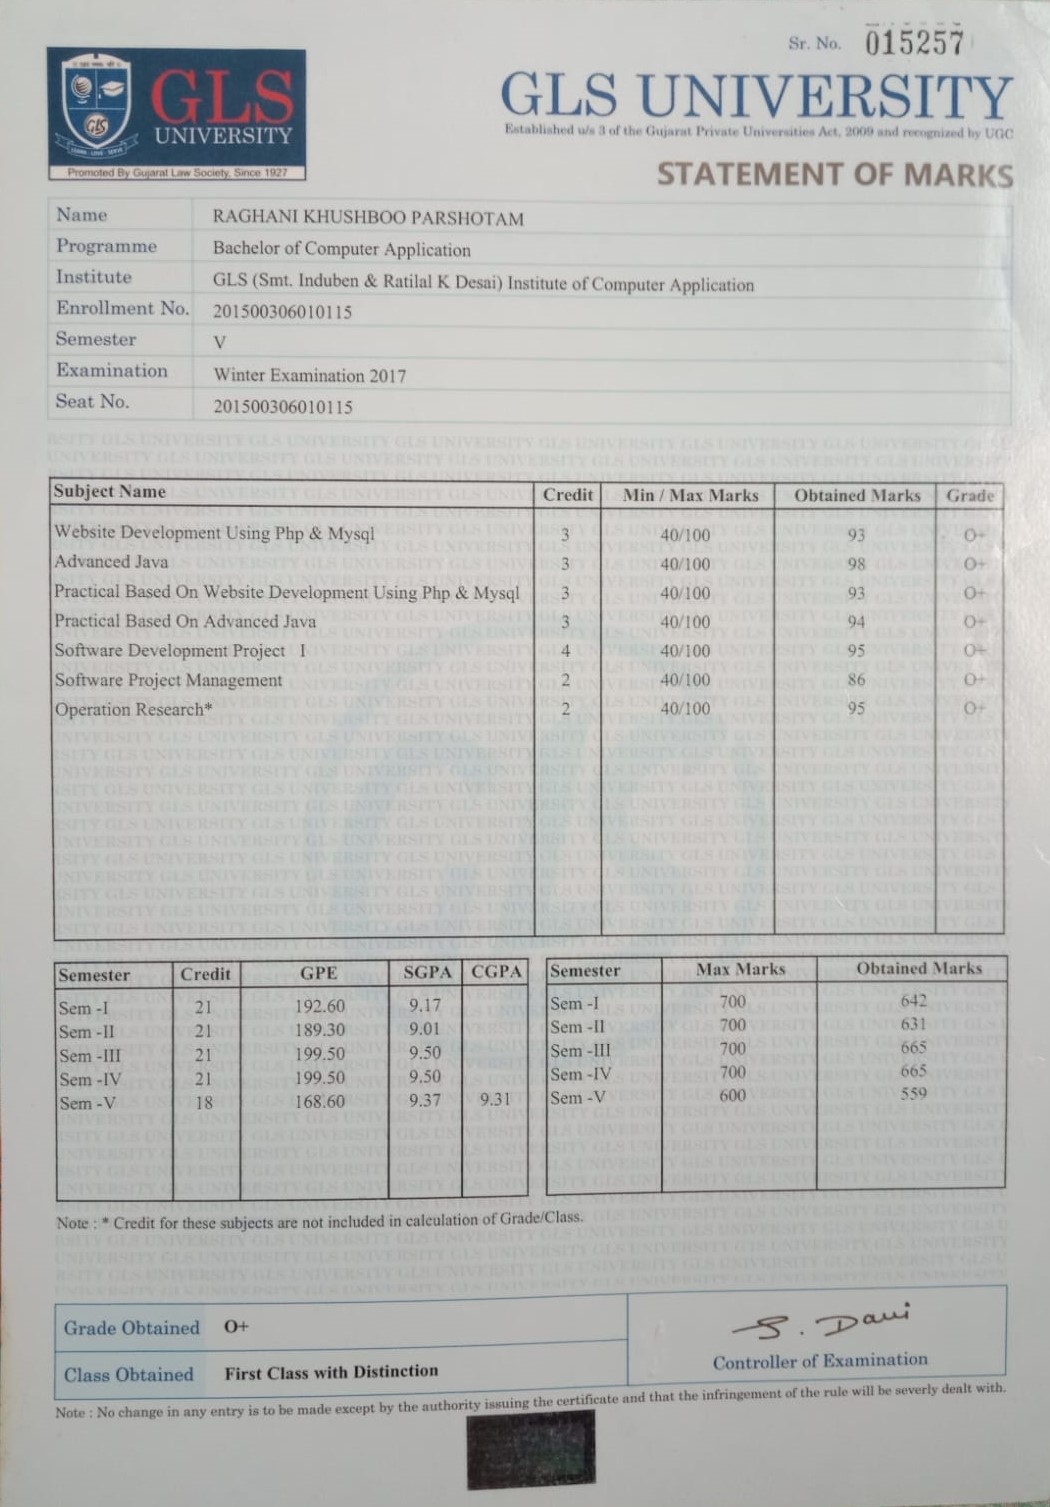 Sr. No. 015257
GLS
UNIVERSITY
GLS
LEARN · LOVE · SERVE
Promoted By Gujarat Law Society, Since 1927
GLS UNIVERSITY
Established u/s 3 of the Gujarat Private Universities Act, 2009 and recognized by UGC
STATEMENT OF MARKS
Name RAGHANI KHUSHBOO PARSHOTAM
Programme Bachelor of Computer Application
Institute GLS (Smt. Induben & Ratilal K Desai) Institute of Computer Application
Enrollment No. 201500306010115
Semester V
Examination Winter Examination 2017
Seat No. 201500306010115
Subject Name Credit Min / Max Marks Obtained Marks Grade
Website Development Using Php & Mysql 3 40/100 93 O+
Advanced Java 3 40/100 98 O+
Practical Based On Website Development Using Php & Mysql 3 40/100 93 O+
Practical Based On Advanced Java 3 40/100 94 O+
Software Development Project I 4 40/100 95 O+
Software Project Management 2 40/100 86 O+
Operation Research* 2 40/100 95 O+
Semester Credit GPE SGPA CGPA
Sem -I 21 192.60 9.17
Sem -II 21 189.30 9.01
Sem -III 21 199.50 9.50
Sem -IV 21 199.50 9.50
Sem -V 18 168.60 9.37 9.31
Semester Max Marks Obtained Marks
Sem -I 700 642
Sem -II 700 631
Sem -III 700 665
Sem -IV 700 665
Sem -V 600 559
Note : * Credit for these subjects are not included in calculation of Grade/Class.
Grade Obtained O+
Class Obtained First Class with Distinction
Controller of Examination
Note : No change in any entry is to be made except by the authority issuing the certificate and that the infringement of the rule will be severly dealt with.